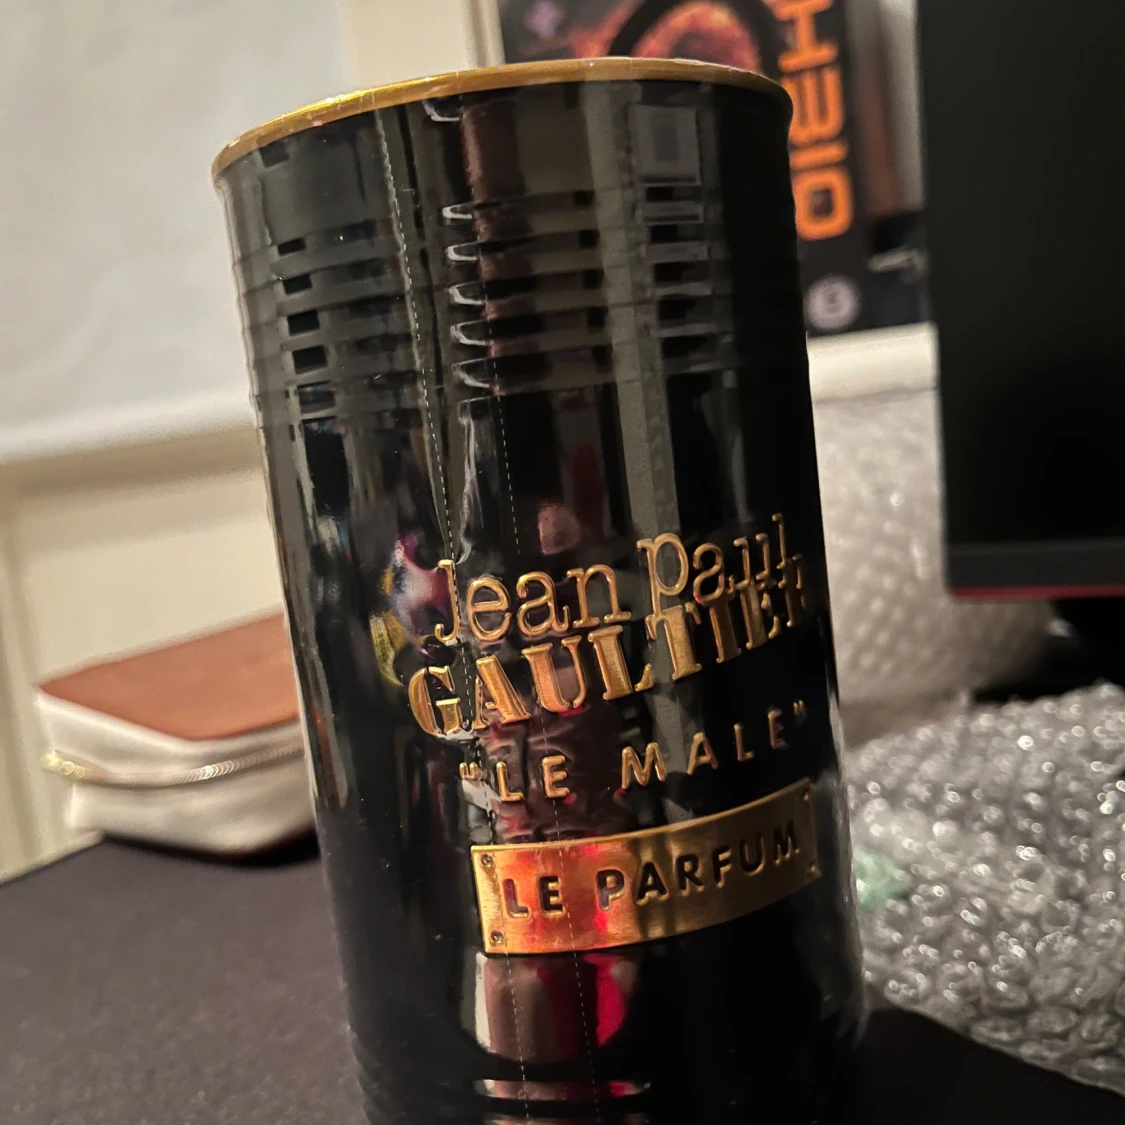 Jean Paul
GAULTIER
"LE MALE"
LE PARFUM